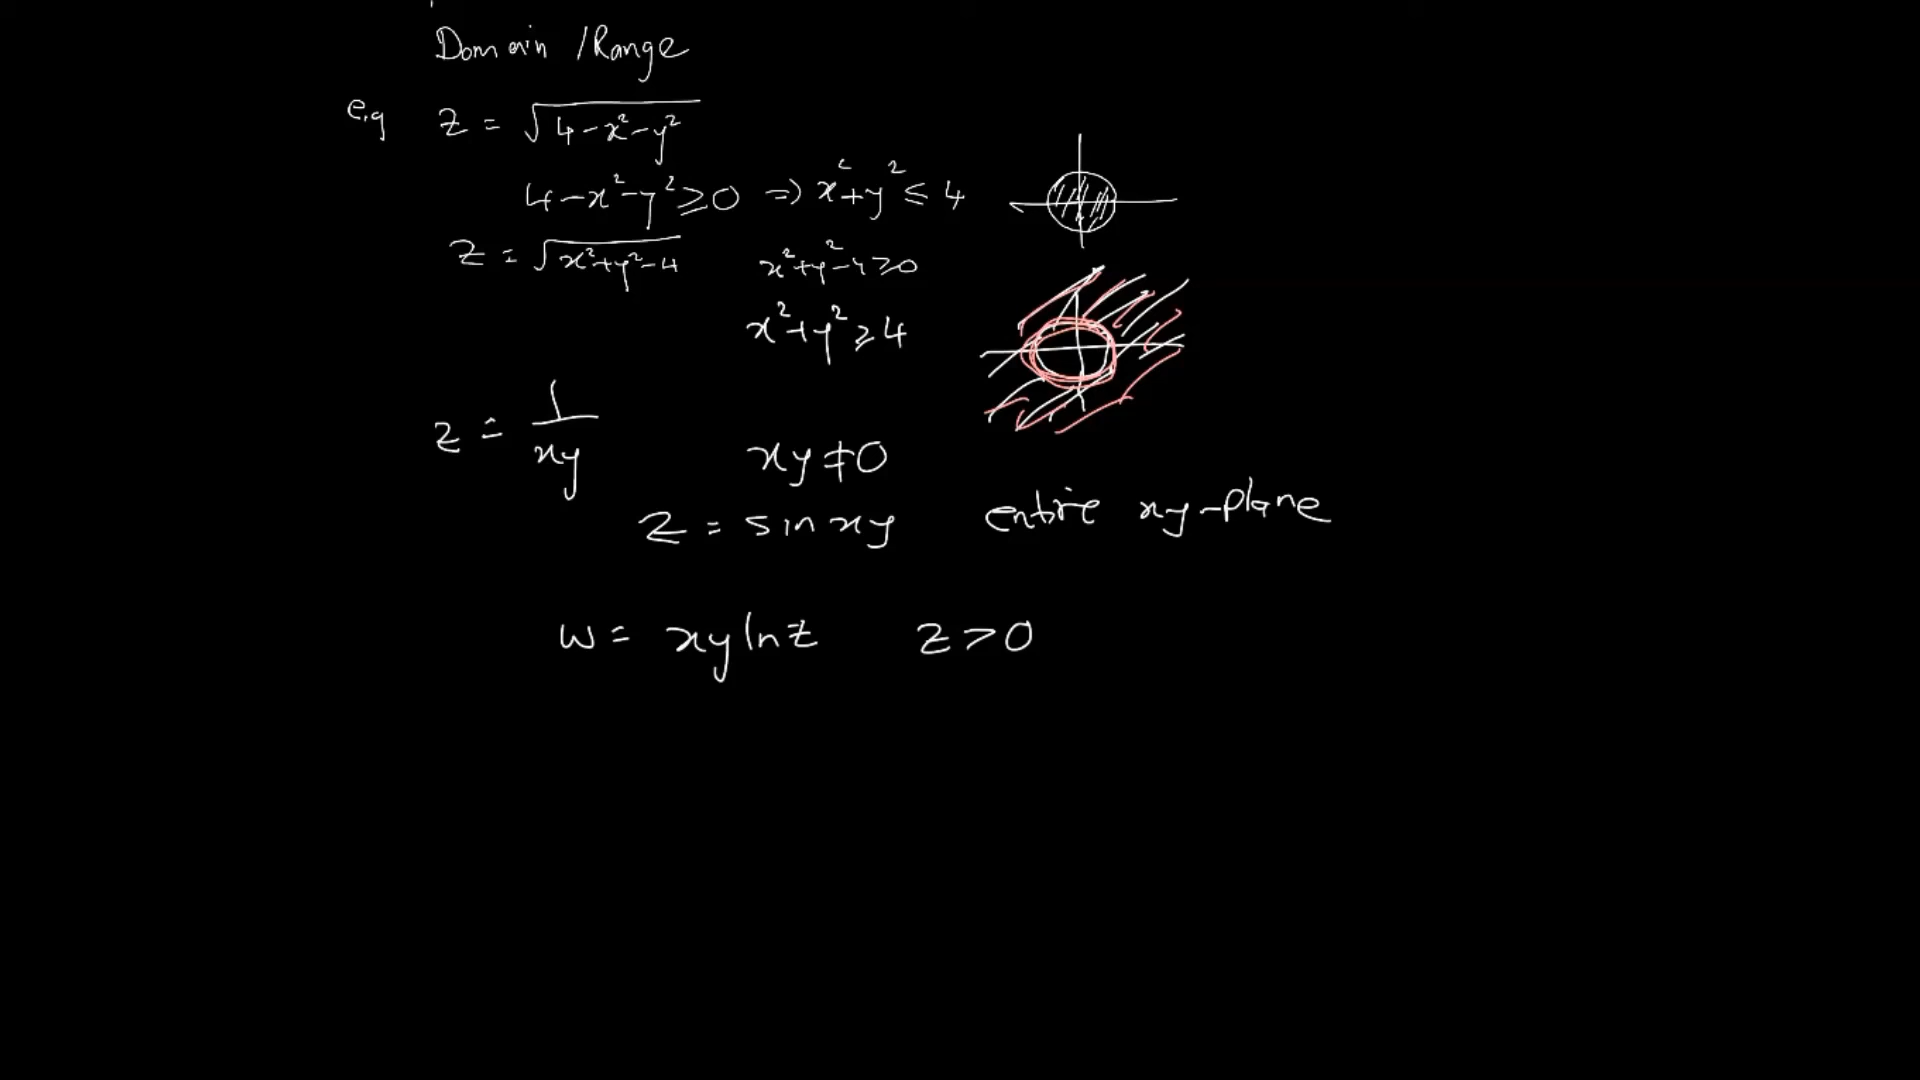 Domain / Range
e.g z = √(4-x²-y²)
4-x²-y² ≥ 0 ⇒ x²+y² ≤ 4
z = √(x²+y²-4) x²+y²-4 ≥ 0
x²+y² ≥ 4
z = 1/xy xy ≠ 0
z = sin xy entire xy-plane
w = xy ln z z > 0